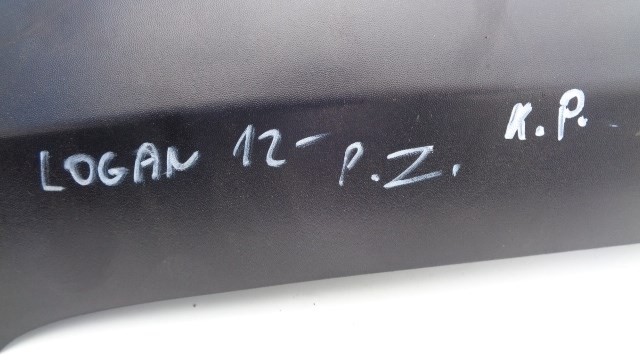 LOGAN 12- P.Z. K.P.